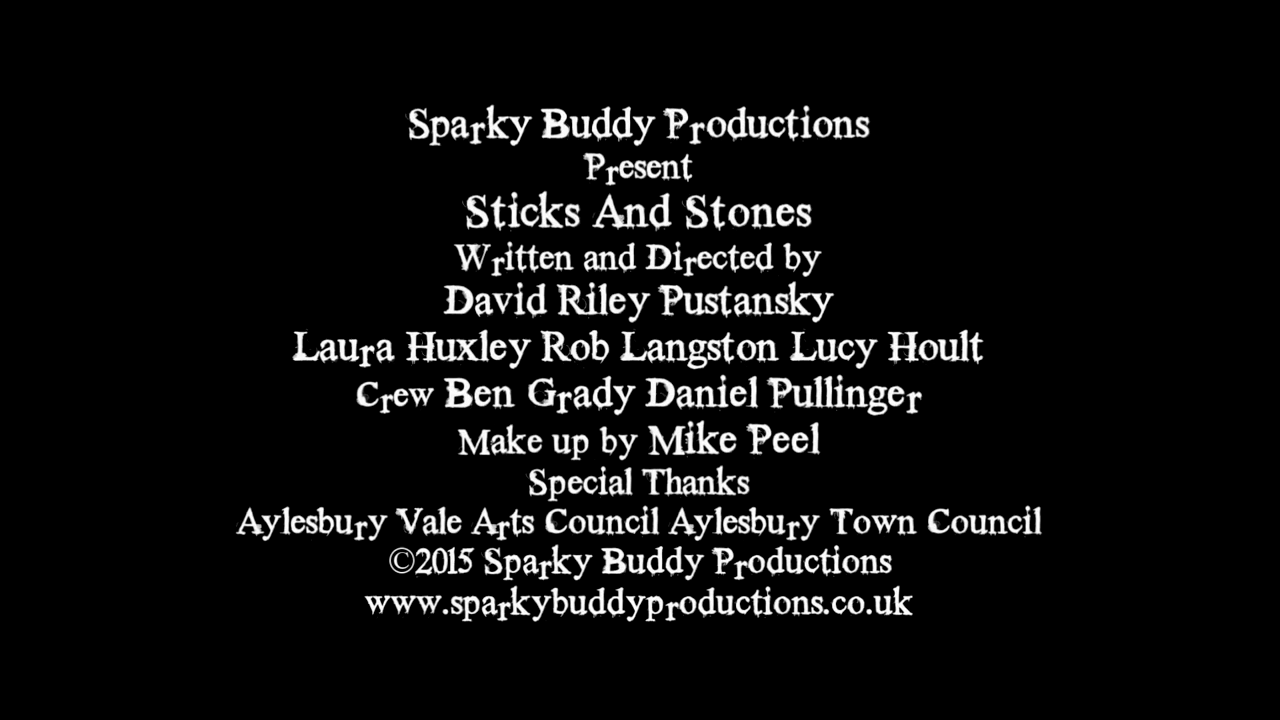 Sparky Buddy Productions
Present
Sticks And Stones
Written and Directed by
David Riley Pustansky
Laura Huxley Rob Langston Lucy Hoult
Crew Ben Grady Daniel Pullinger
Make up by Mike Peel
Special Thanks
Aylesbury Vale Arts Council Aylesbury Town Council
©2015 Sparky Buddy Productions
www.sparkybuddyproductions.co.uk